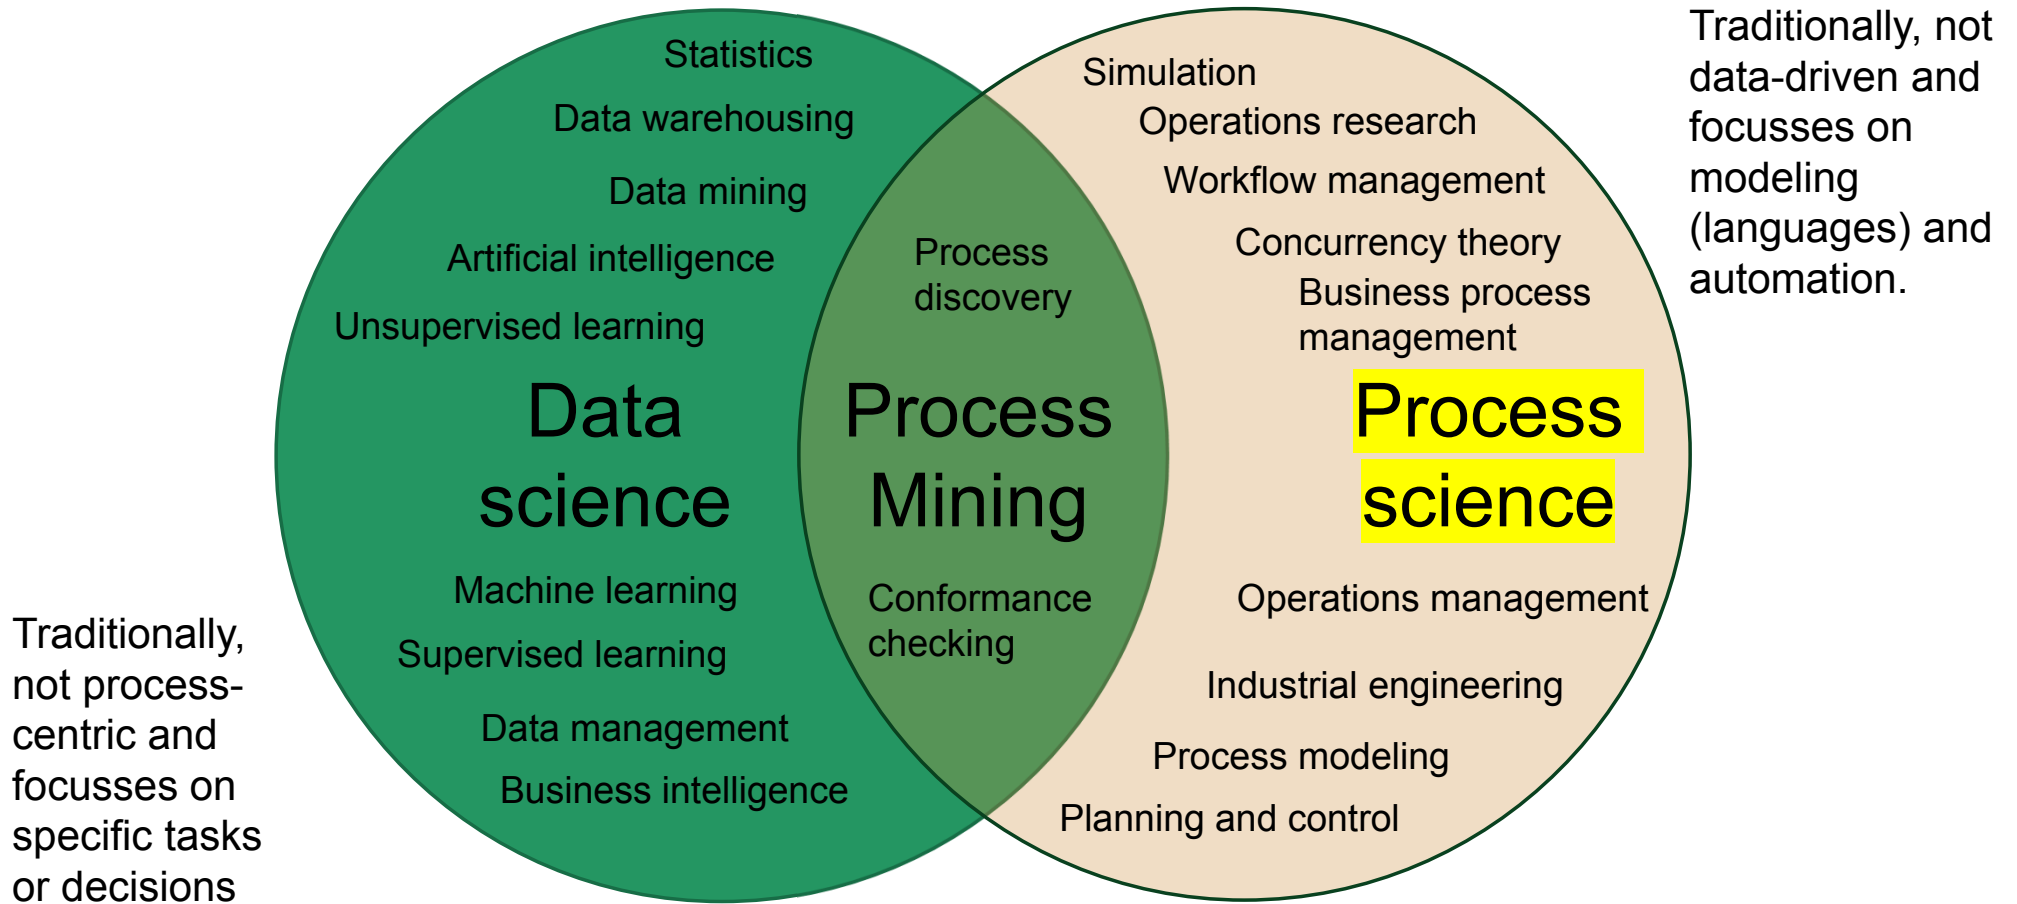 Statistics
Data warehousing
Data mining
Artificial intelligence
Unsupervised learning
Data
science
Machine learning
Supervised learning
Data management
Business intelligence
Traditionally,
not process-
centric and
focusses on
specific tasks
or decisions
Process
discovery
Process
Mining
Conformance
checking
Simulation
Operations research
Workflow management
Concurrency theory
Business process
management
Process
science
Operations management
Industrial engineering
Process modeling
Planning and control
Traditionally, not
data-driven and
focusses on
modeling
(languages) and
automation.